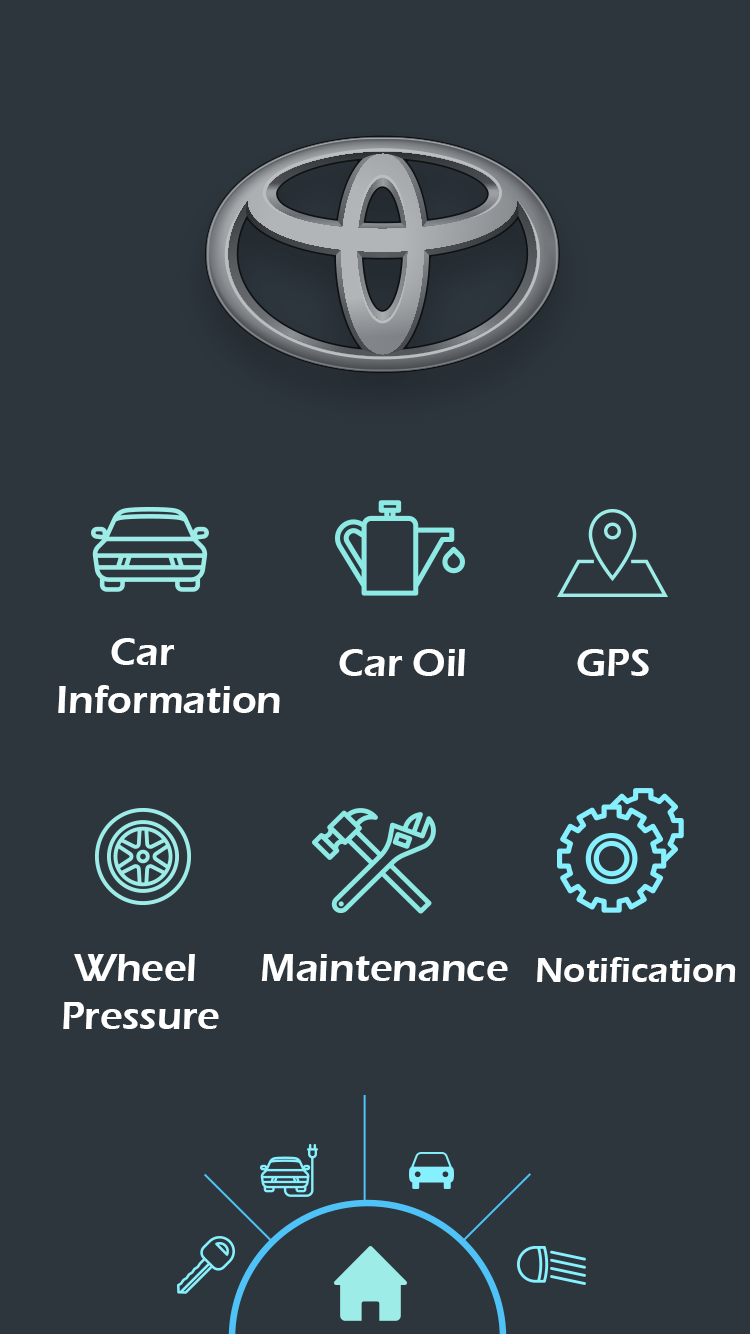 Car
Information
Car Oil
GPS
Wheel
Pressure
Maintenance
Notification